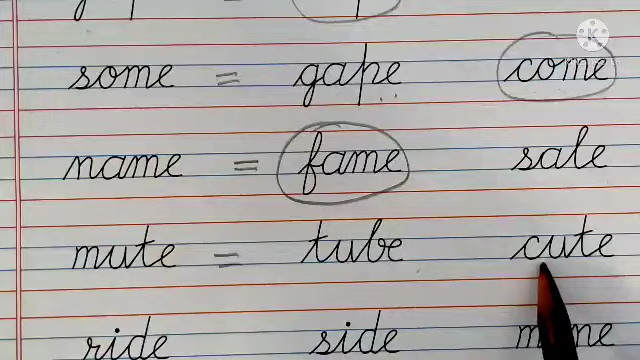 some = gape come
name = fame sale
mute = tube cute
ride side